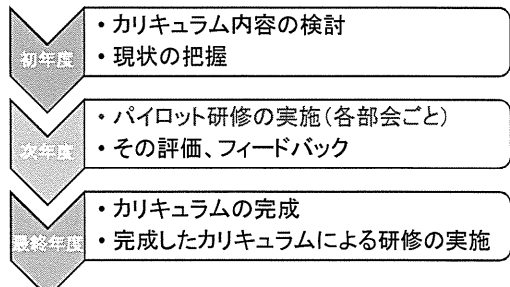 初年度
・カリキュラム内容の検討
・現状の把握
次年度
・パイロット研修の実施(各部会ごと)
・その評価、フィードバック
最終年度
・カリキュラムの完成
・完成したカリキュラムによる研修の実施